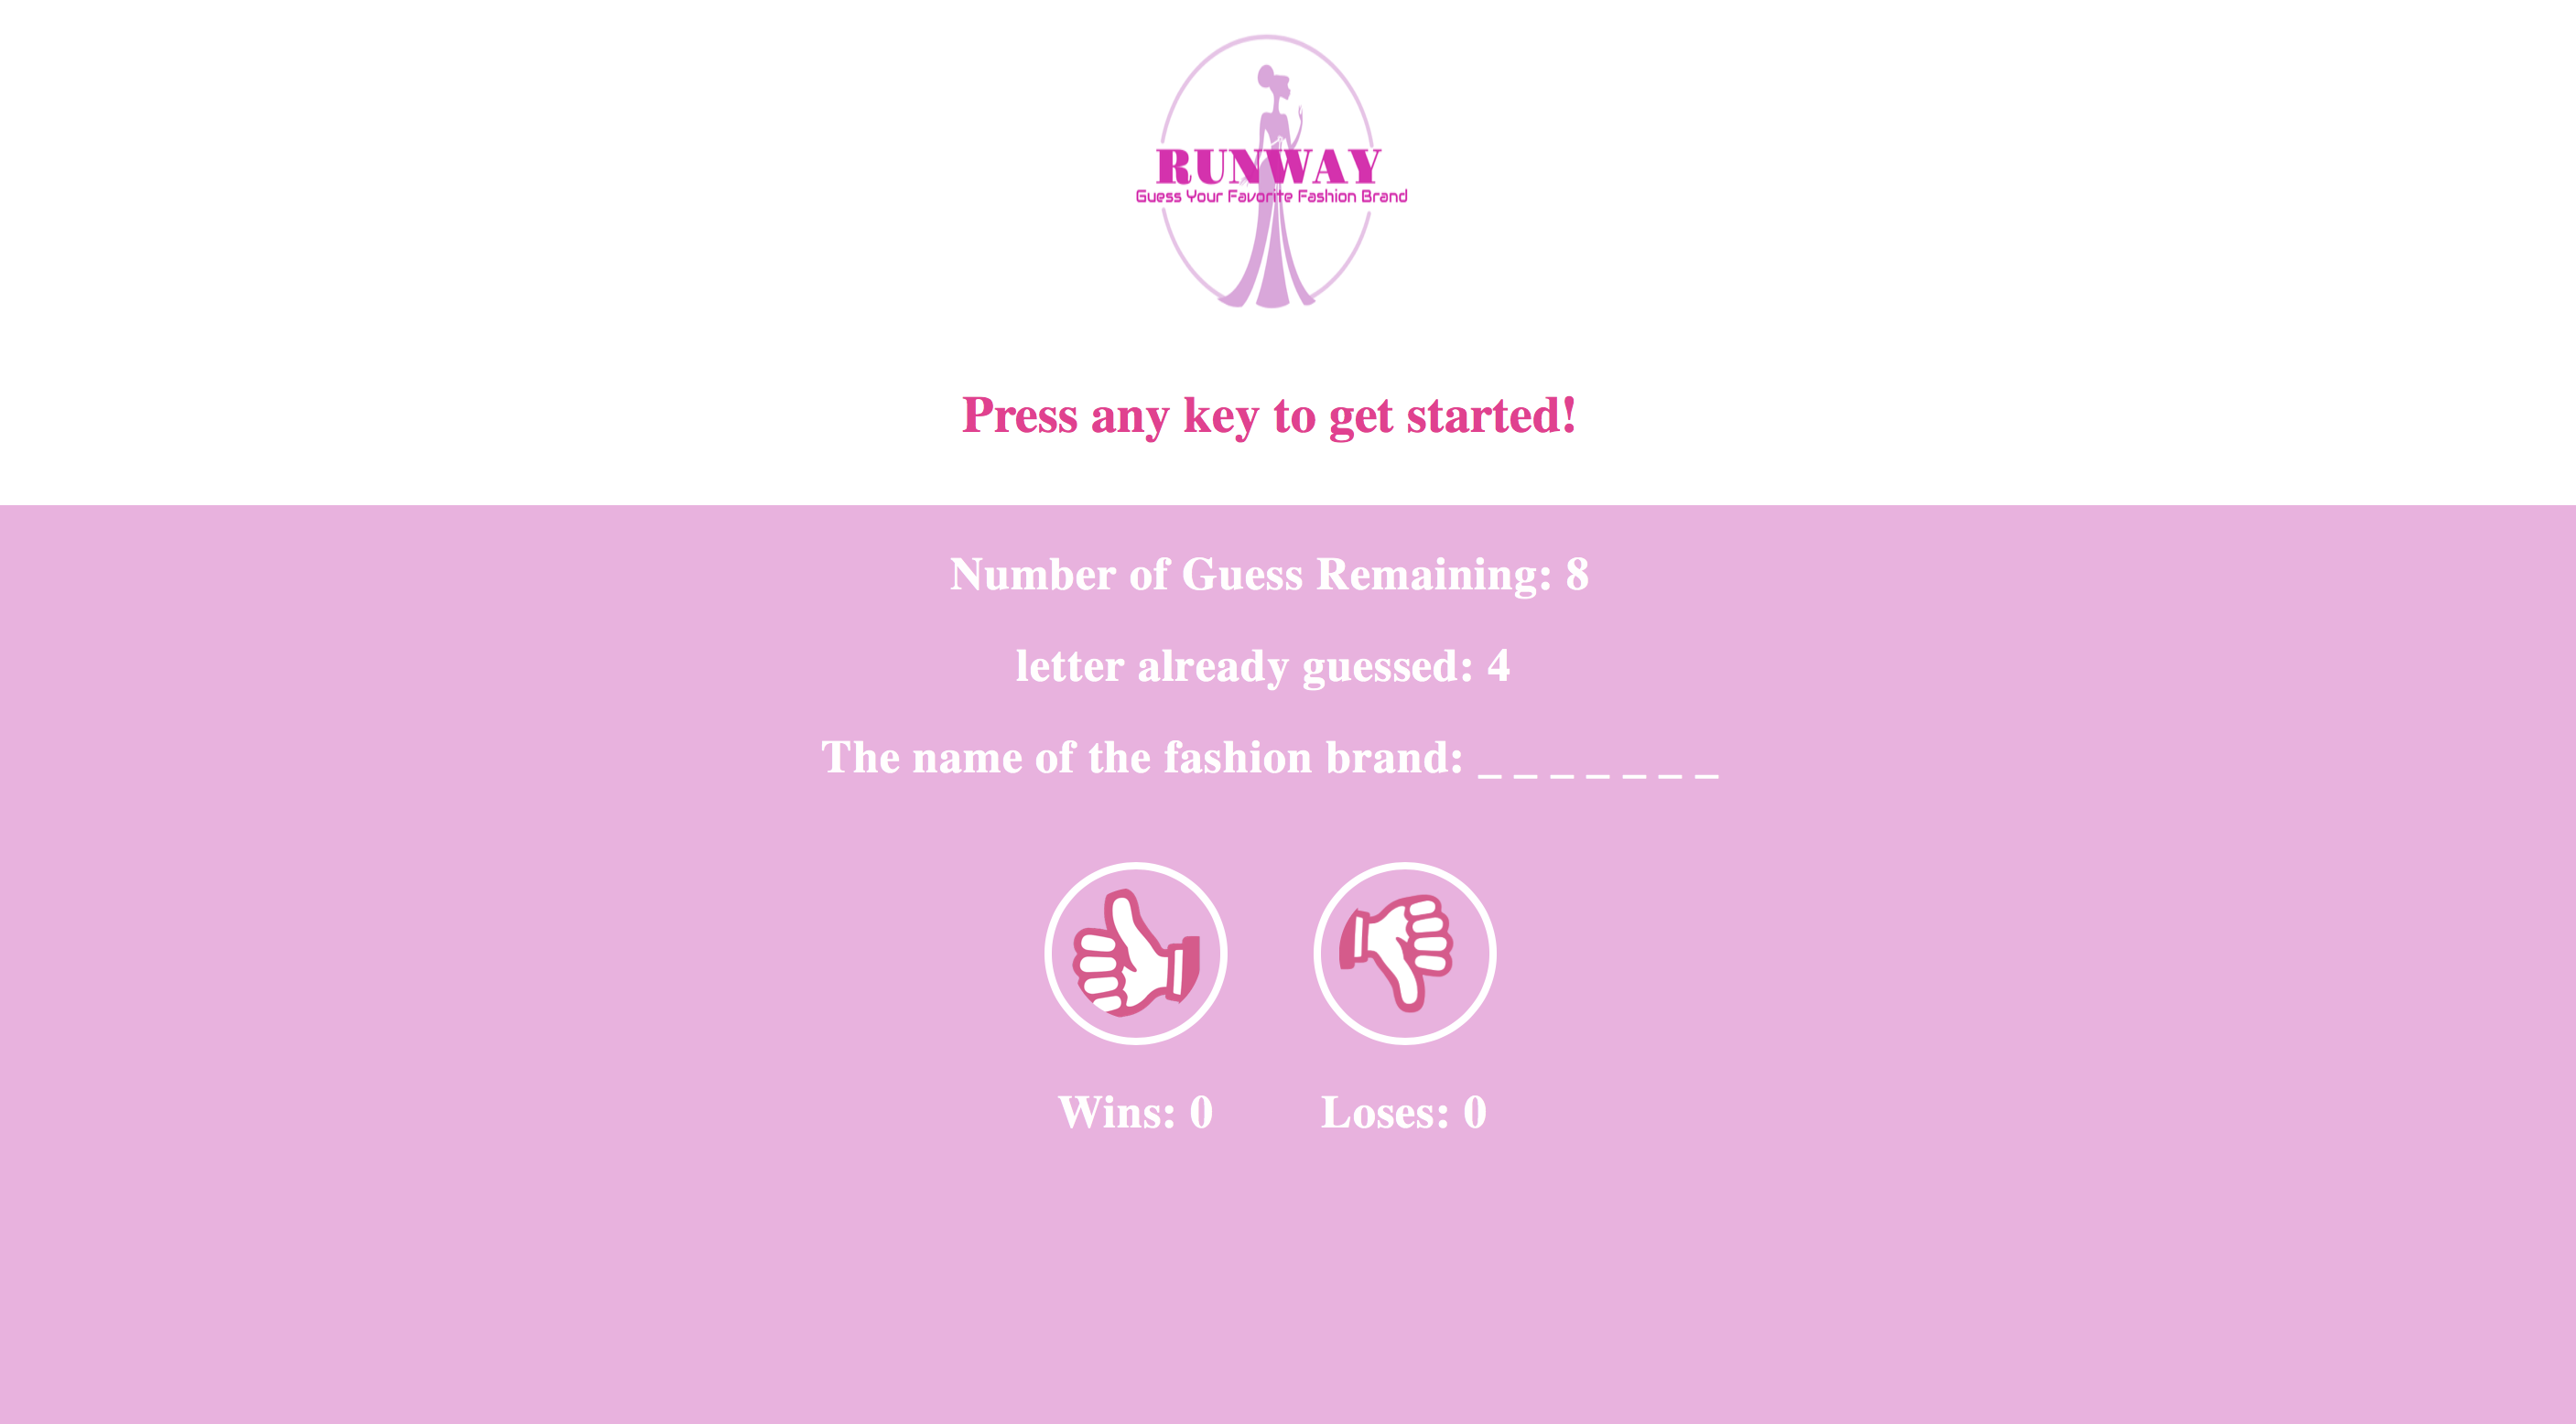 RUNWAY
Guess Your Favorite Fashion Brand
Press any key to get started!
Number of Guess Remaining: 8
letter already guessed: 4
The name of the fashion brand: _ _ _ _ _ _ _
Wins: 0
Loses: 0